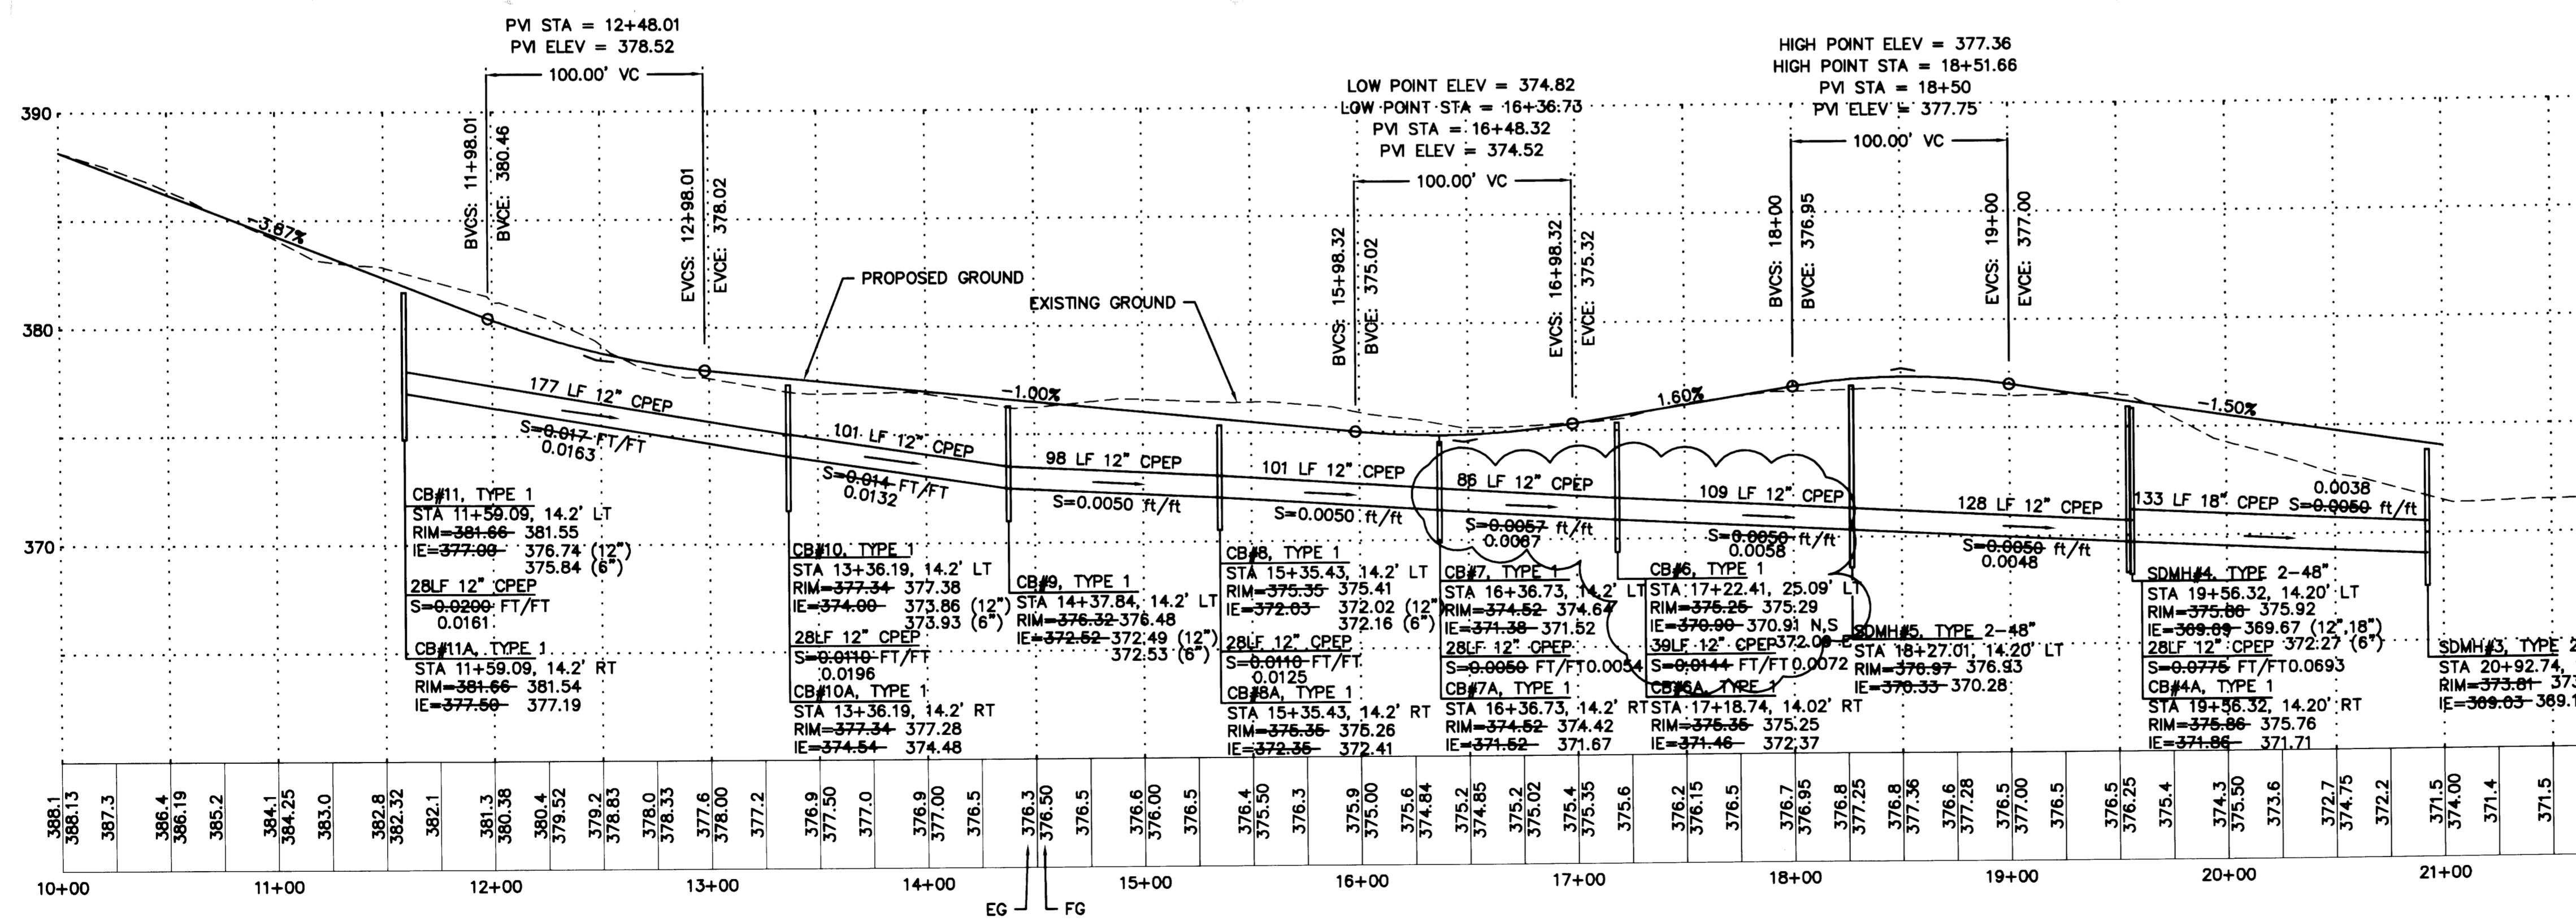 PVI STA = 12+48.01
PVI ELEV = 378.52
100.00' VC
BVCS: 11+98.01
BVCE: 380.46
EVCS: 12+98.01
EVCE: 378.02
LOW POINT ELEV = 374.82
LOW POINT STA = 16+36.73
PVI STA = 16+48.32
PVI ELEV = 374.52
100.00' VC
BVCS: 15+98.32
BVCE: 375.02
EVCS: 16+98.32
EVCE: 375.32
HIGH POINT ELEV = 377.36
HIGH POINT STA = 18+51.66
PVI STA = 18+50
PVI ELEV = 377.75
100.00' VC
BVCS: 18+00
BVCE: 376.95
EVCS: 19+00
EVCE: 377.00
390
380
370
-3.87%
PROPOSED GROUND
EXISTING GROUND
-1.00%
1.60%
-1.50%
177 LF 12" CPEP
S=0.017 FT/FT
0.0163
101 LF 12" CPEP
S=0.014 FT/FT
0.0132
98 LF 12" CPEP
S=0.0050 ft/ft
101 LF 12" CPEP
S=0.0050 ft/ft
86 LF 12" CPEP
S=0.0057 ft/ft
0.0067
109 LF 12" CPEP
S=0.0050 ft/ft
0.0058
128 LF 12" CPEP
S=0.0050 ft/ft
0.0048
0.0038
133 LF 18" CPEP S=0.0050 ft/ft
CB#11, TYPE 1
STA 11+59.09, 14.2' LT
RIM=381.66 381.55
IE=377.00 376.74 (12")
375.84 (6")
28LF 12" CPEP
S=0.0200 FT/FT
0.0161
CB#11A, TYPE 1
STA 11+59.09, 14.2' RT
RIM=381.66 381.54
IE=377.50 377.19
CB#10, TYPE 1
STA 13+36.19, 14.2' LT
RIM=377.34 377.38
IE=374.00 373.86 (12")
373.93 (6")
28LF 12" CPEP
S=0.0110 FT/FT
0.0196
CB#10A, TYPE 1
STA 13+36.19, 14.2' RT
RIM=377.34 377.28
IE=374.54 374.48
CB#9, TYPE 1
STA 14+37.84, 14.2' LT
RIM=376.32 376.48
IE=372.52 372.49 (12")
372.53 (6")
CB#8, TYPE 1
STA 15+35.43, 14.2' LT
RIM=375.35 375.41
IE=372.03 372.02 (12")
372.16 (6")
28LF 12" CPEP
S=0.0110 FT/FT
0.0125
CB#8A, TYPE 1
STA 15+35.43, 14.2' RT
RIM=375.35 375.26
IE=372.35 372.41
CB#7, TYPE 1
STA 16+36.73, 14.2' LT
RIM=374.52 374.64
IE=371.38 371.52
28LF 12" CPEP
S=0.0050 FT/FT 0.0054
CB#7A, TYPE 1
STA 16+36.73, 14.2' RT
RIM=374.52 374.42
IE=371.52 371.67
CB#6, TYPE 1
STA 17+22.41, 25.09' LT
RIM=375.25 375.29
IE=370.90 370.91 N,S
39LF 12" CPEP
S=0.0144 FT/FT 0.0072
CB#6A, TYPE 1
STA 17+18.74, 14.02' RT
RIM=375.35 375.25
IE=371.46 372.37
SDMH#5, TYPE 2-48"
STA 18+27.01, 14.20' LT
RIM=376.97 376.93
IE=370.33 370.28
SDMH#4, TYPE 2-48"
STA 19+56.32, 14.20' LT
RIM=375.86 375.92
IE=369.69 369.67 (12",18")
28LF 12" CPEP 372.27 (6")
S=0.0775 FT/FT 0.0693
CB#4A, TYPE 1
STA 19+56.32, 14.20' RT
RIM=375.86 375.76
IE=371.86 371.71
SDMH#3, TYPE 2
STA 20+92.74,
RIM=373.81 373
IE=369.03 369.1
388.1
388.13
387.3
386.4
386.19
385.2
384.1
384.25
383.0
382.8
382.32
382.1
381.3
380.38
380.4
379.52
379.2
378.83
378.0
378.33
377.6
378.00
377.2
376.9
377.50
377.0
376.9
377.00
376.5
376.3
376.50
376.5
376.6
376.00
376.5
376.4
375.50
376.3
375.9
375.00
375.6
374.84
375.2
374.85
375.2
375.02
375.4
375.35
375.6
376.2
376.15
376.5
376.7
376.95
376.8
377.25
376.8
377.36
376.6
377.28
376.5
377.00
376.5
376.5
376.25
375.4
374.3
375.50
373.6
372.7
374.75
372.2
371.5
374.00
371.4
371.5
10+00
11+00
12+00
13+00
14+00
15+00
16+00
17+00
18+00
19+00
20+00
21+00
EG
FG